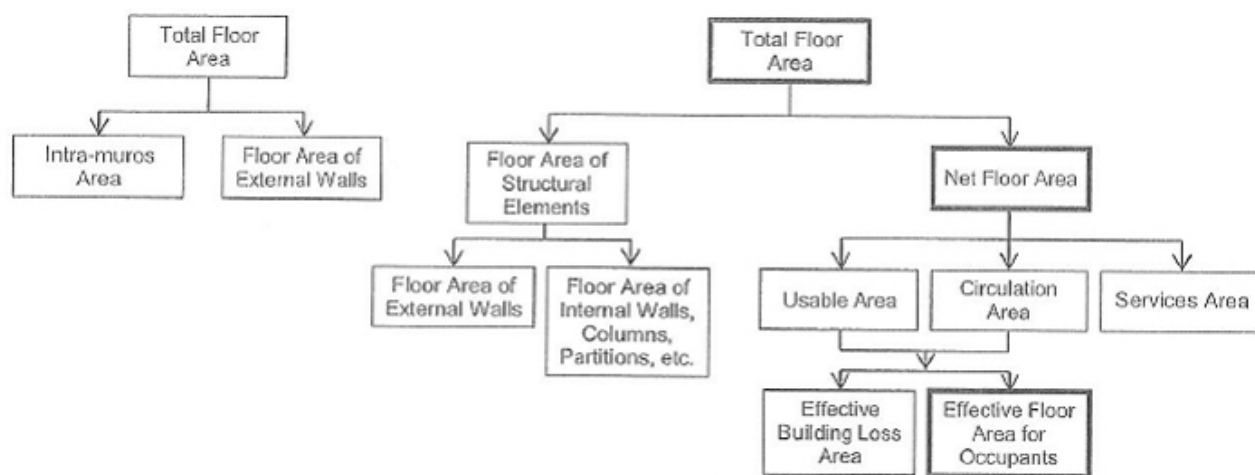 Total Floor
Area
Intra-muros
Area
Floor Area of
External Walls
Total Floor
Area
Floor Area of
Structural
Elements
Net Floor Area
Floor Area of
External Walls
Floor Area of
Internal Walls,
Columns,
Partitions, etc.
Usable Area
Circulation
Area
Services Area
Effective
Building Loss
Area
Effective Floor
Area for
Occupants